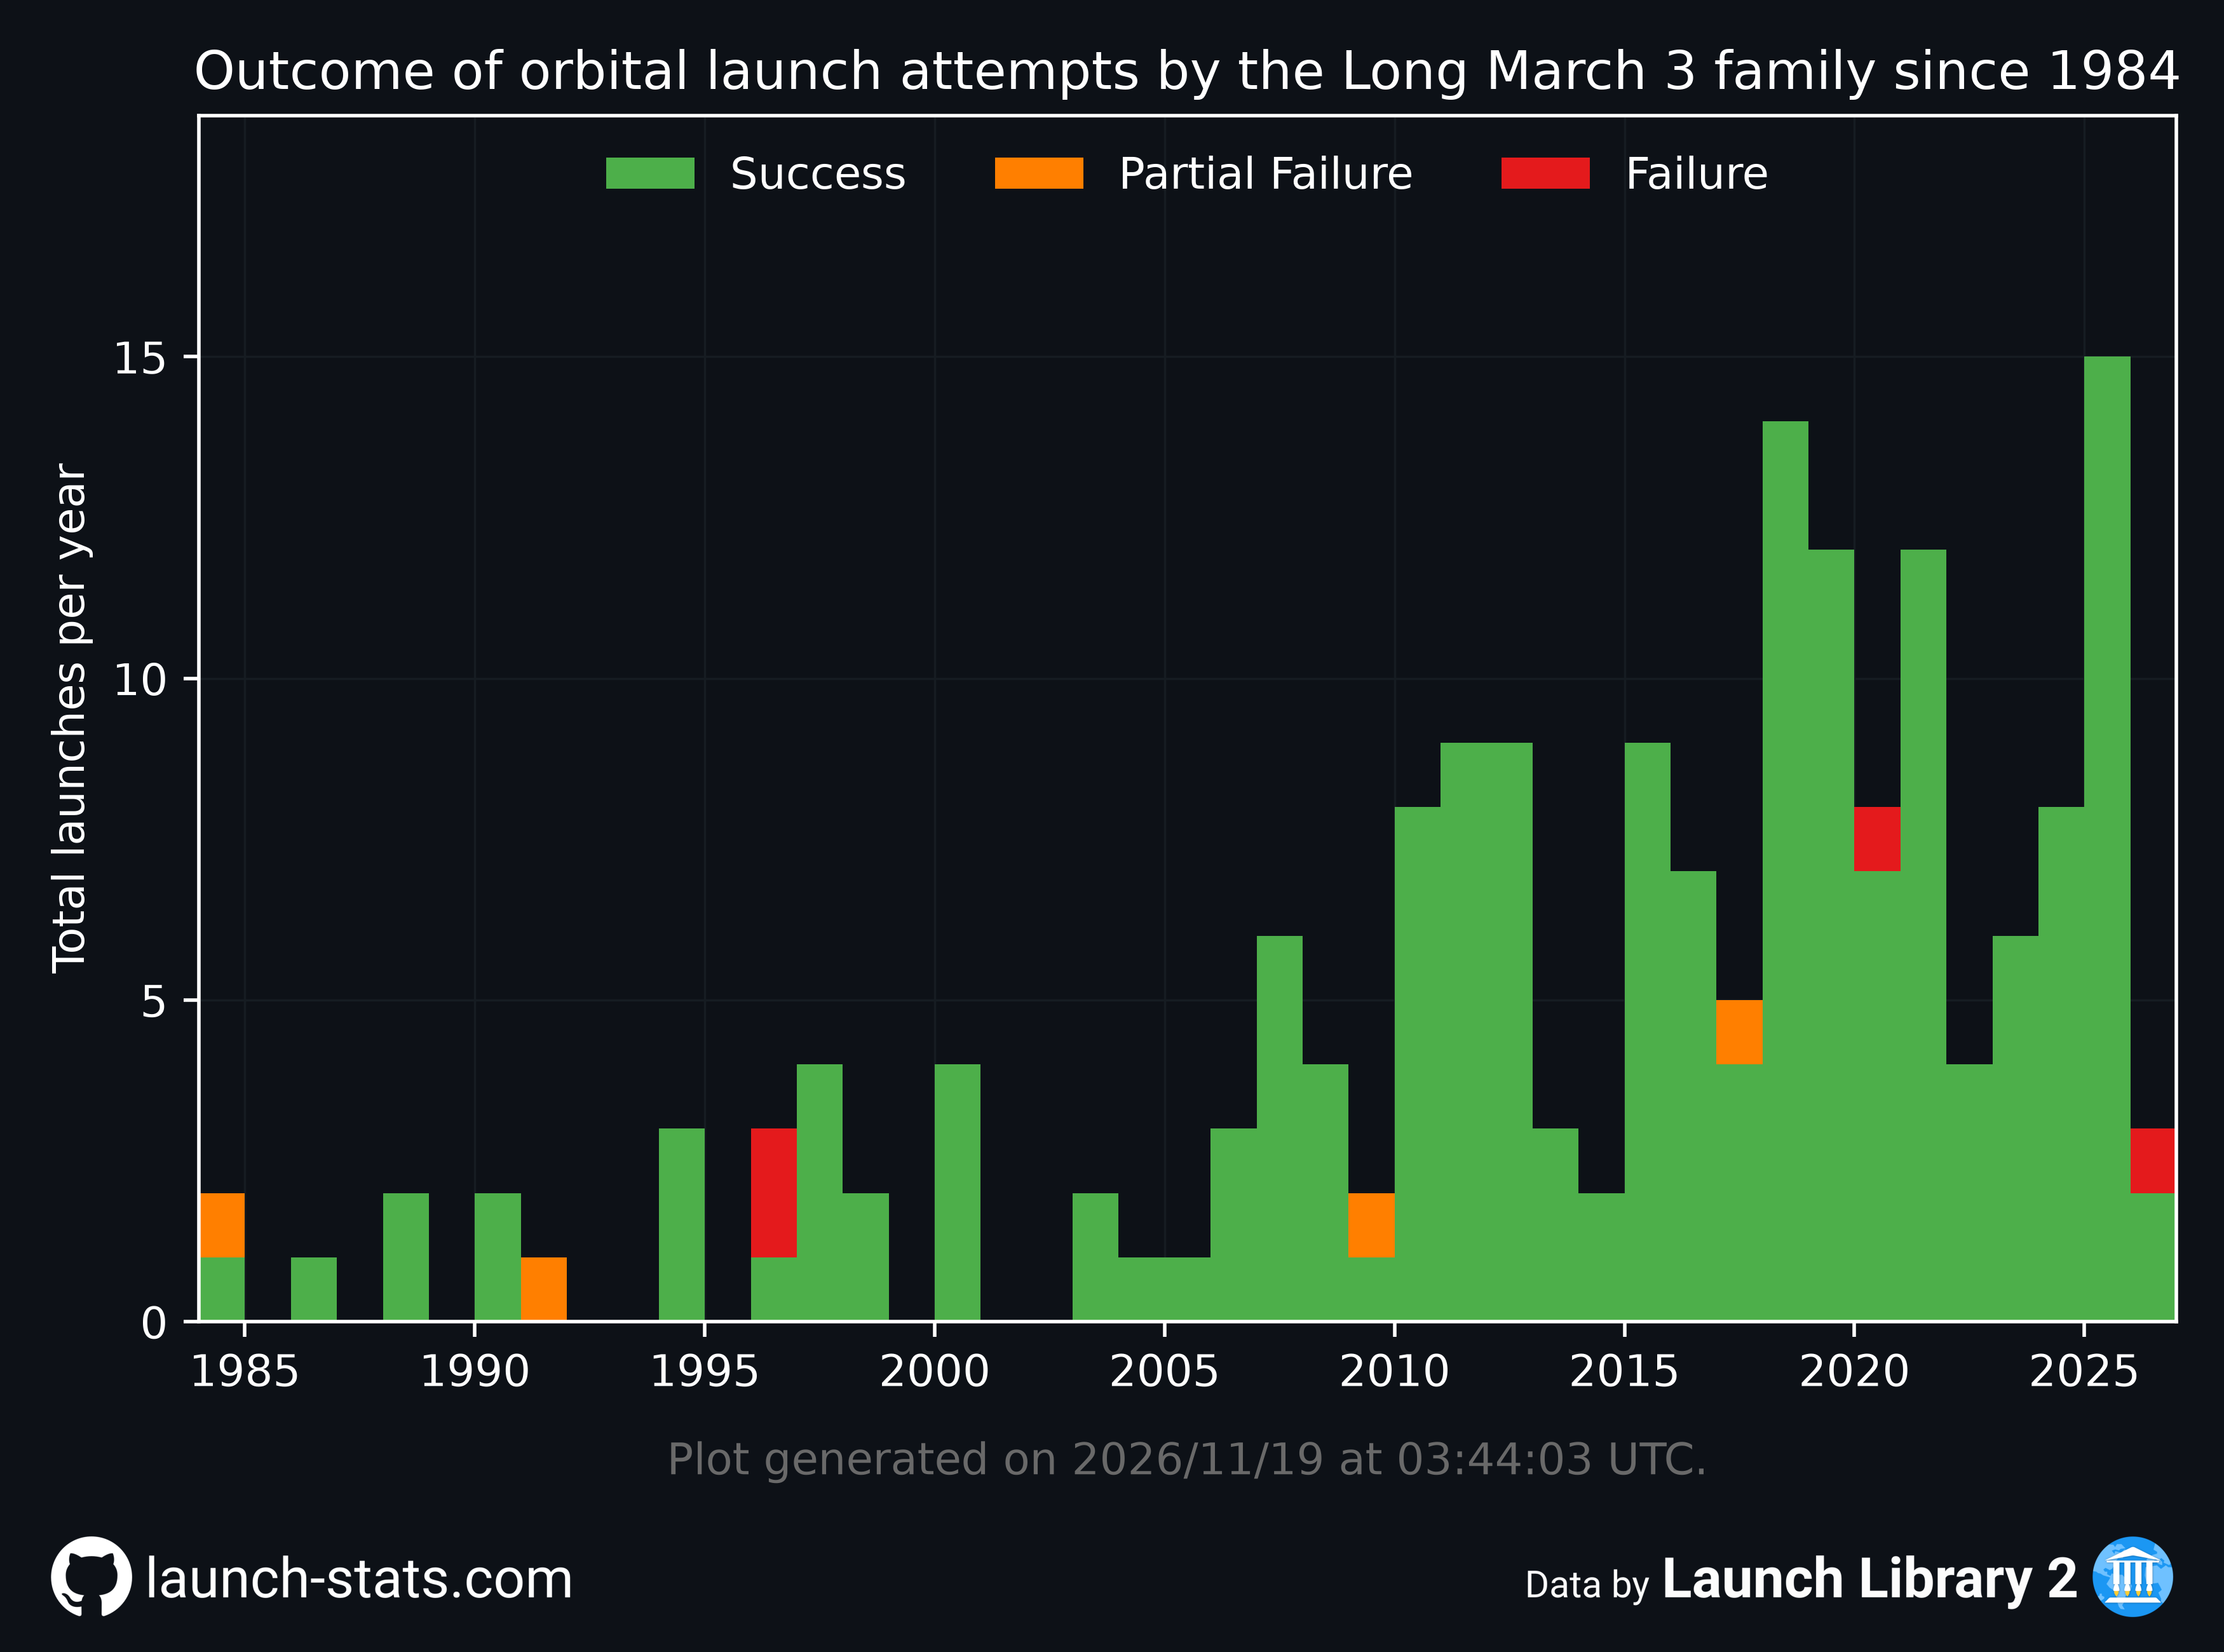 Outcome of orbital launch attempts by the Long March 3 family since 1984
Success Partial Failure Failure
Total launches per year
15
10
5
0
1985 1990 1995 2000 2005 2010 2015 2020 2025
Plot generated on 2026/11/19 at 03:44:03 UTC.
launch-stats.com
Data by Launch Library 2